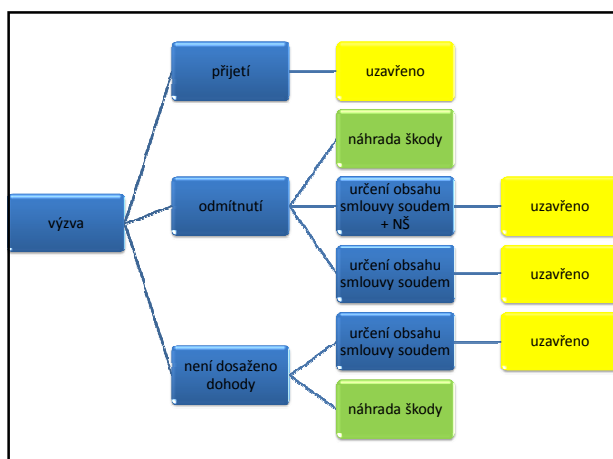 výzva
přijetí
uzavřeno
odmítnutí
náhrada škody
určení obsahu
smlouvy soudem
+ NŠ
uzavřeno
určení obsahu
smlouvy soudem
uzavřeno
není dosaženo
dohody
určení obsahu
smlouvy soudem
uzavřeno
náhrada škody